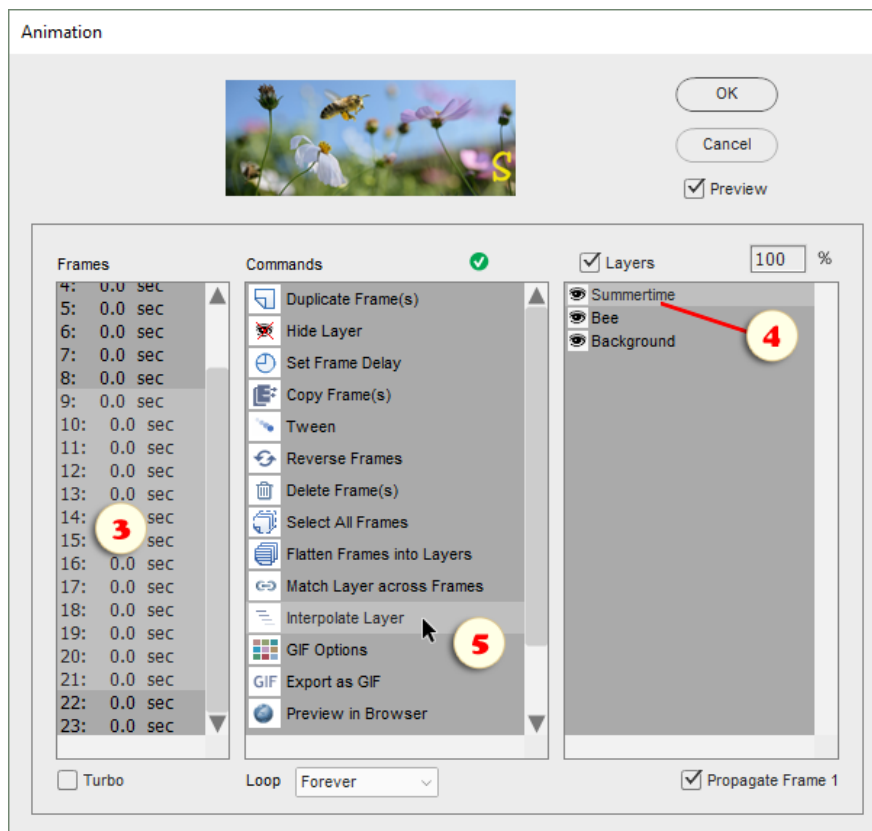 Animation
S
OK
Cancel
Preview
Frames
4: 0.0 sec
5: 0.0 sec
6: 0.0 sec
7: 0.0 sec
8: 0.0 sec
9: 0.0 sec
10: 0.0 sec
11: 0.0 sec
12: 0.0 sec
13: 0.0 sec
14: sec
15: sec
16: 0.0 sec
17: 0.0 sec
18: 0.0 sec
19: 0.0 sec
20: 0.0 sec
21: 0.0 sec
22: 0.0 sec
23: 0.0 sec
3
Turbo
Commands
Duplicate Frame(s)
Hide Layer
Set Frame Delay
Copy Frame(s)
Tween
Reverse Frames
Delete Frame(s)
Select All Frames
Flatten Frames into Layers
Match Layer across Frames
Interpolate Layer
5
GIF Options
GIF Export as GIF
Preview in Browser
Loop Forever
Layers 100 %
Summertime
Bee
Background
4
Propagate Frame 1